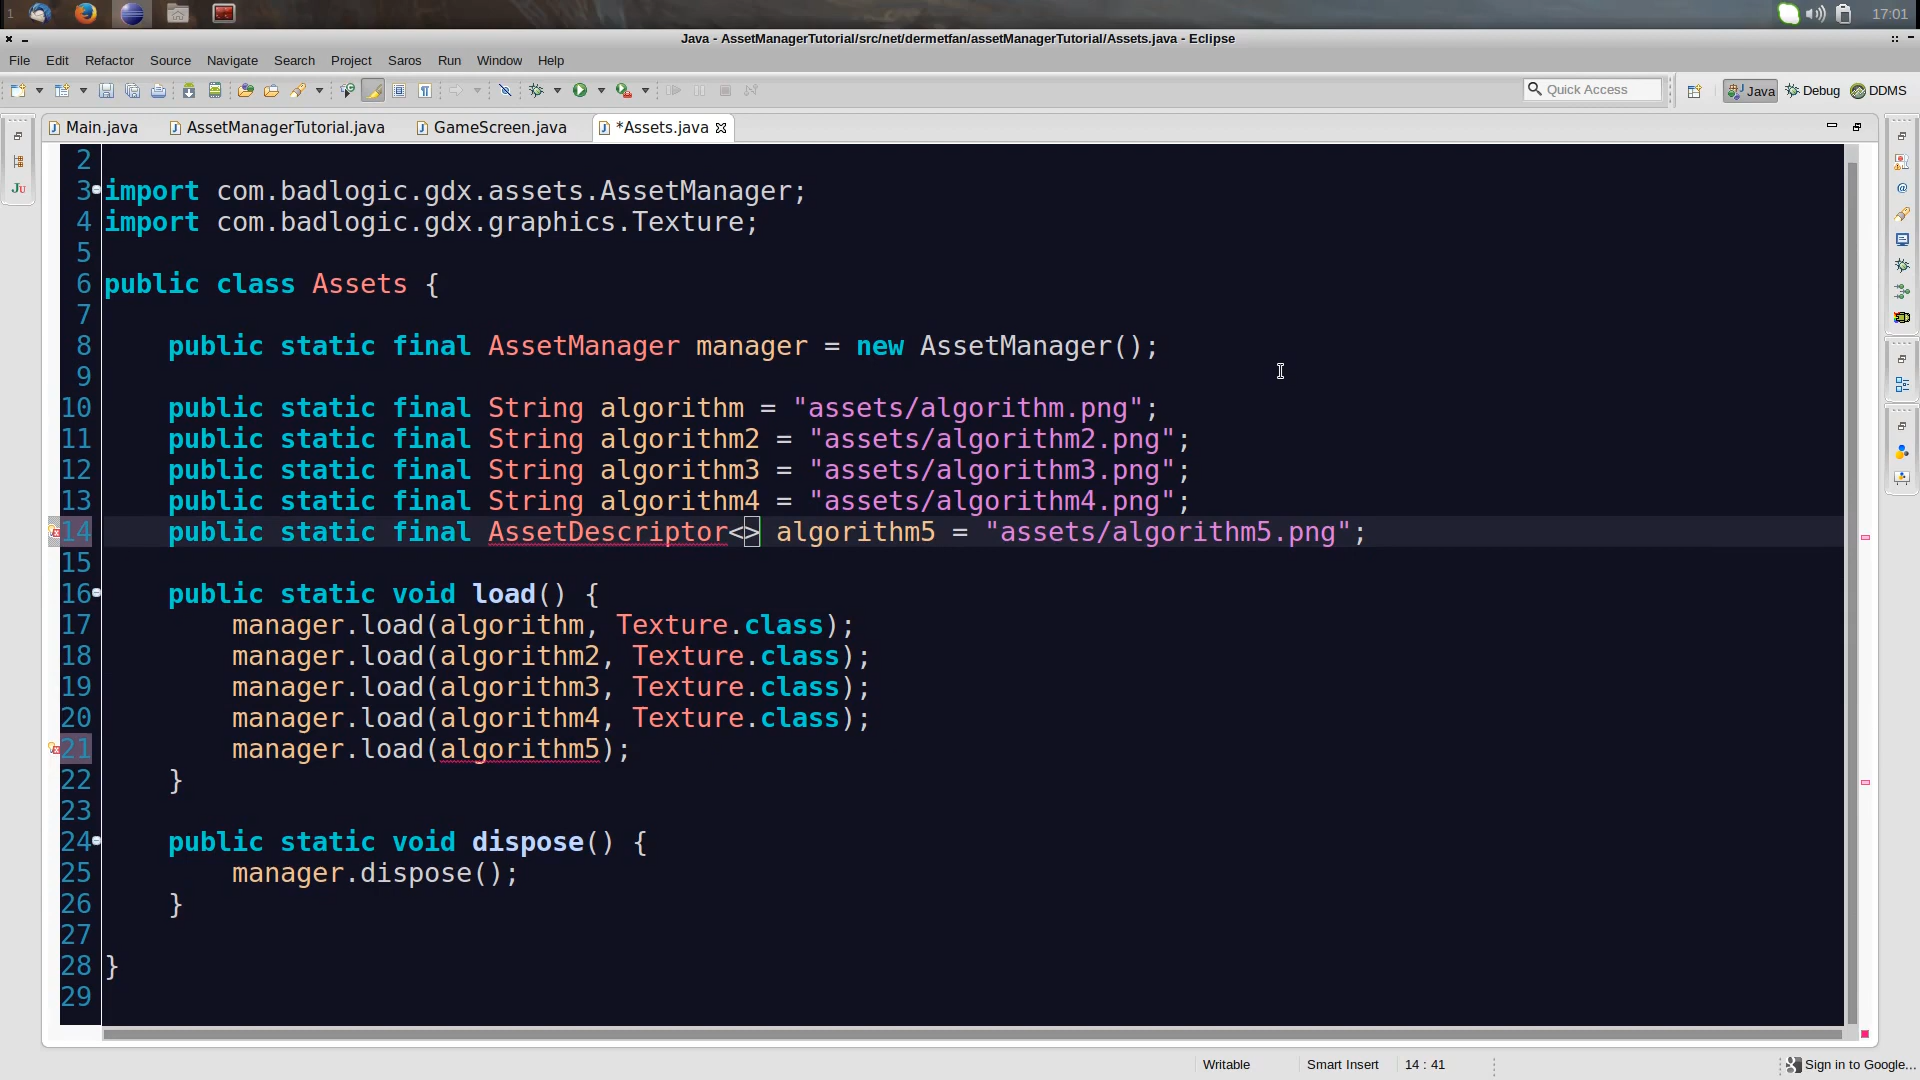 1
17:01
Java - AssetManagerTutorial/src/net/dermetfan/assetManagerTutorial/Assets.java - Eclipse
File Edit Refactor Source Navigate Search Project Saros Run Window Help
Quick Access
Java Debug DDMS
Main.java AssetManagerTutorial.java GameScreen.java *Assets.java
2
3 import com.badlogic.gdx.assets.AssetManager;
4 import com.badlogic.gdx.graphics.Texture;
5
6 public class Assets {
7
8 public static final AssetManager manager = new AssetManager();
9
10 public static final String algorithm = "assets/algorithm.png";
11 public static final String algorithm2 = "assets/algorithm2.png";
12 public static final String algorithm3 = "assets/algorithm3.png";
13 public static final String algorithm4 = "assets/algorithm4.png";
14 public static final AssetDescriptor<> algorithm5 = "assets/algorithm5.png";
15
16 public static void load() {
17 manager.load(algorithm, Texture.class);
18 manager.load(algorithm2, Texture.class);
19 manager.load(algorithm3, Texture.class);
20 manager.load(algorithm4, Texture.class);
21 manager.load(algorithm5);
22 }
23
24 public static void dispose() {
25 manager.dispose();
26 }
27
28 }
29
Writable Smart Insert 14 : 41 Sign in to Google...